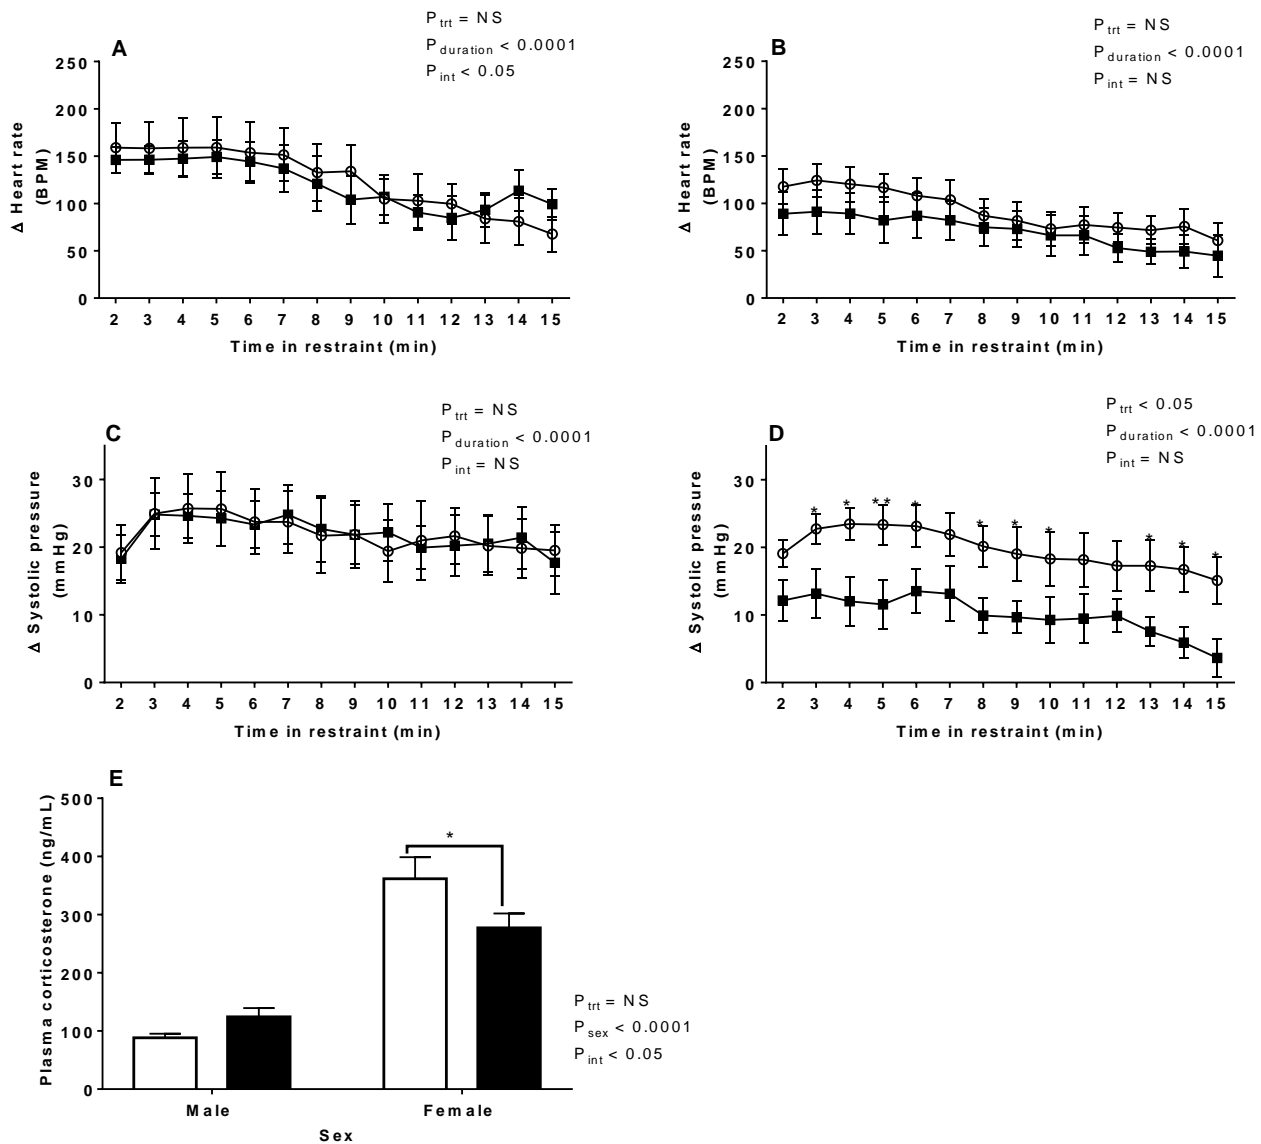 A
P trt = NS
P duration < 0.0001
P int < 0.05
Δ Heart rate
(BPM)
250
200
150
100
50
0
2 3 4 5 6 7 8 9 10 11 12 13 14 15
Time in restraint (min)
B
P trt = NS
P duration < 0.0001
P int = NS
Δ Heart rate
(BPM)
250
200
150
100
50
0
2 3 4 5 6 7 8 9 10 11 12 13 14 15
Time in restraint (min)
C
P trt = NS
P duration < 0.0001
P int = NS
Δ Systolic pressure
(mmHg)
30
20
10
0
2 3 4 5 6 7 8 9 10 11 12 13 14 15
Time in restraint (min)
D
P trt < 0.05
P duration < 0.0001
P int = NS
Δ Systolic pressure
(mmHg)
30
20
10
0
* * ** * * * * * * *
2 3 4 5 6 7 8 9 10 11 12 13 14 15
Time in restraint (min)
E
Plasma corticosterone (ng/mL)
500
400
300
200
100
0
*
P trt = NS
P sex < 0.0001
P int < 0.05
Male Female
Sex